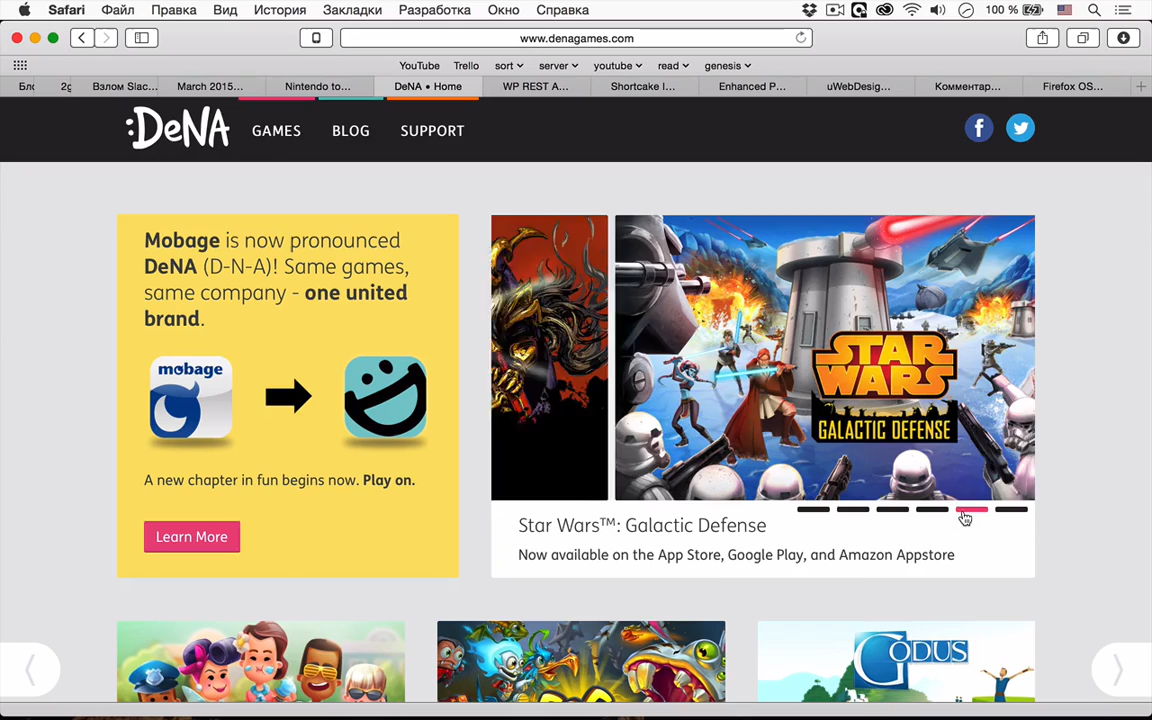 Safari Файл Правка Вид История Закладки Разработка Окно Справка 100 %
www.denagames.com
YouTube Trello sort server youtube read genesis
Бло 2g Взлом Slac... March 2015... Nintendo to... DeNA • Home WP REST A... Shortcake I... Enhanced P... uWebDesig... Комментар... Firefox OS...
:DeNA GAMES BLOG SUPPORT
Mobage is now pronounced
DeNA (D-N-A)! Same games,
same company - one united
brand.
mobage
A new chapter in fun begins now. Play on.
Learn More
STAR
WARS
GALACTIC DEFENSE
Star Wars™: Galactic Defense
Now available on the App Store, Google Play, and Amazon Appstore
GODUS